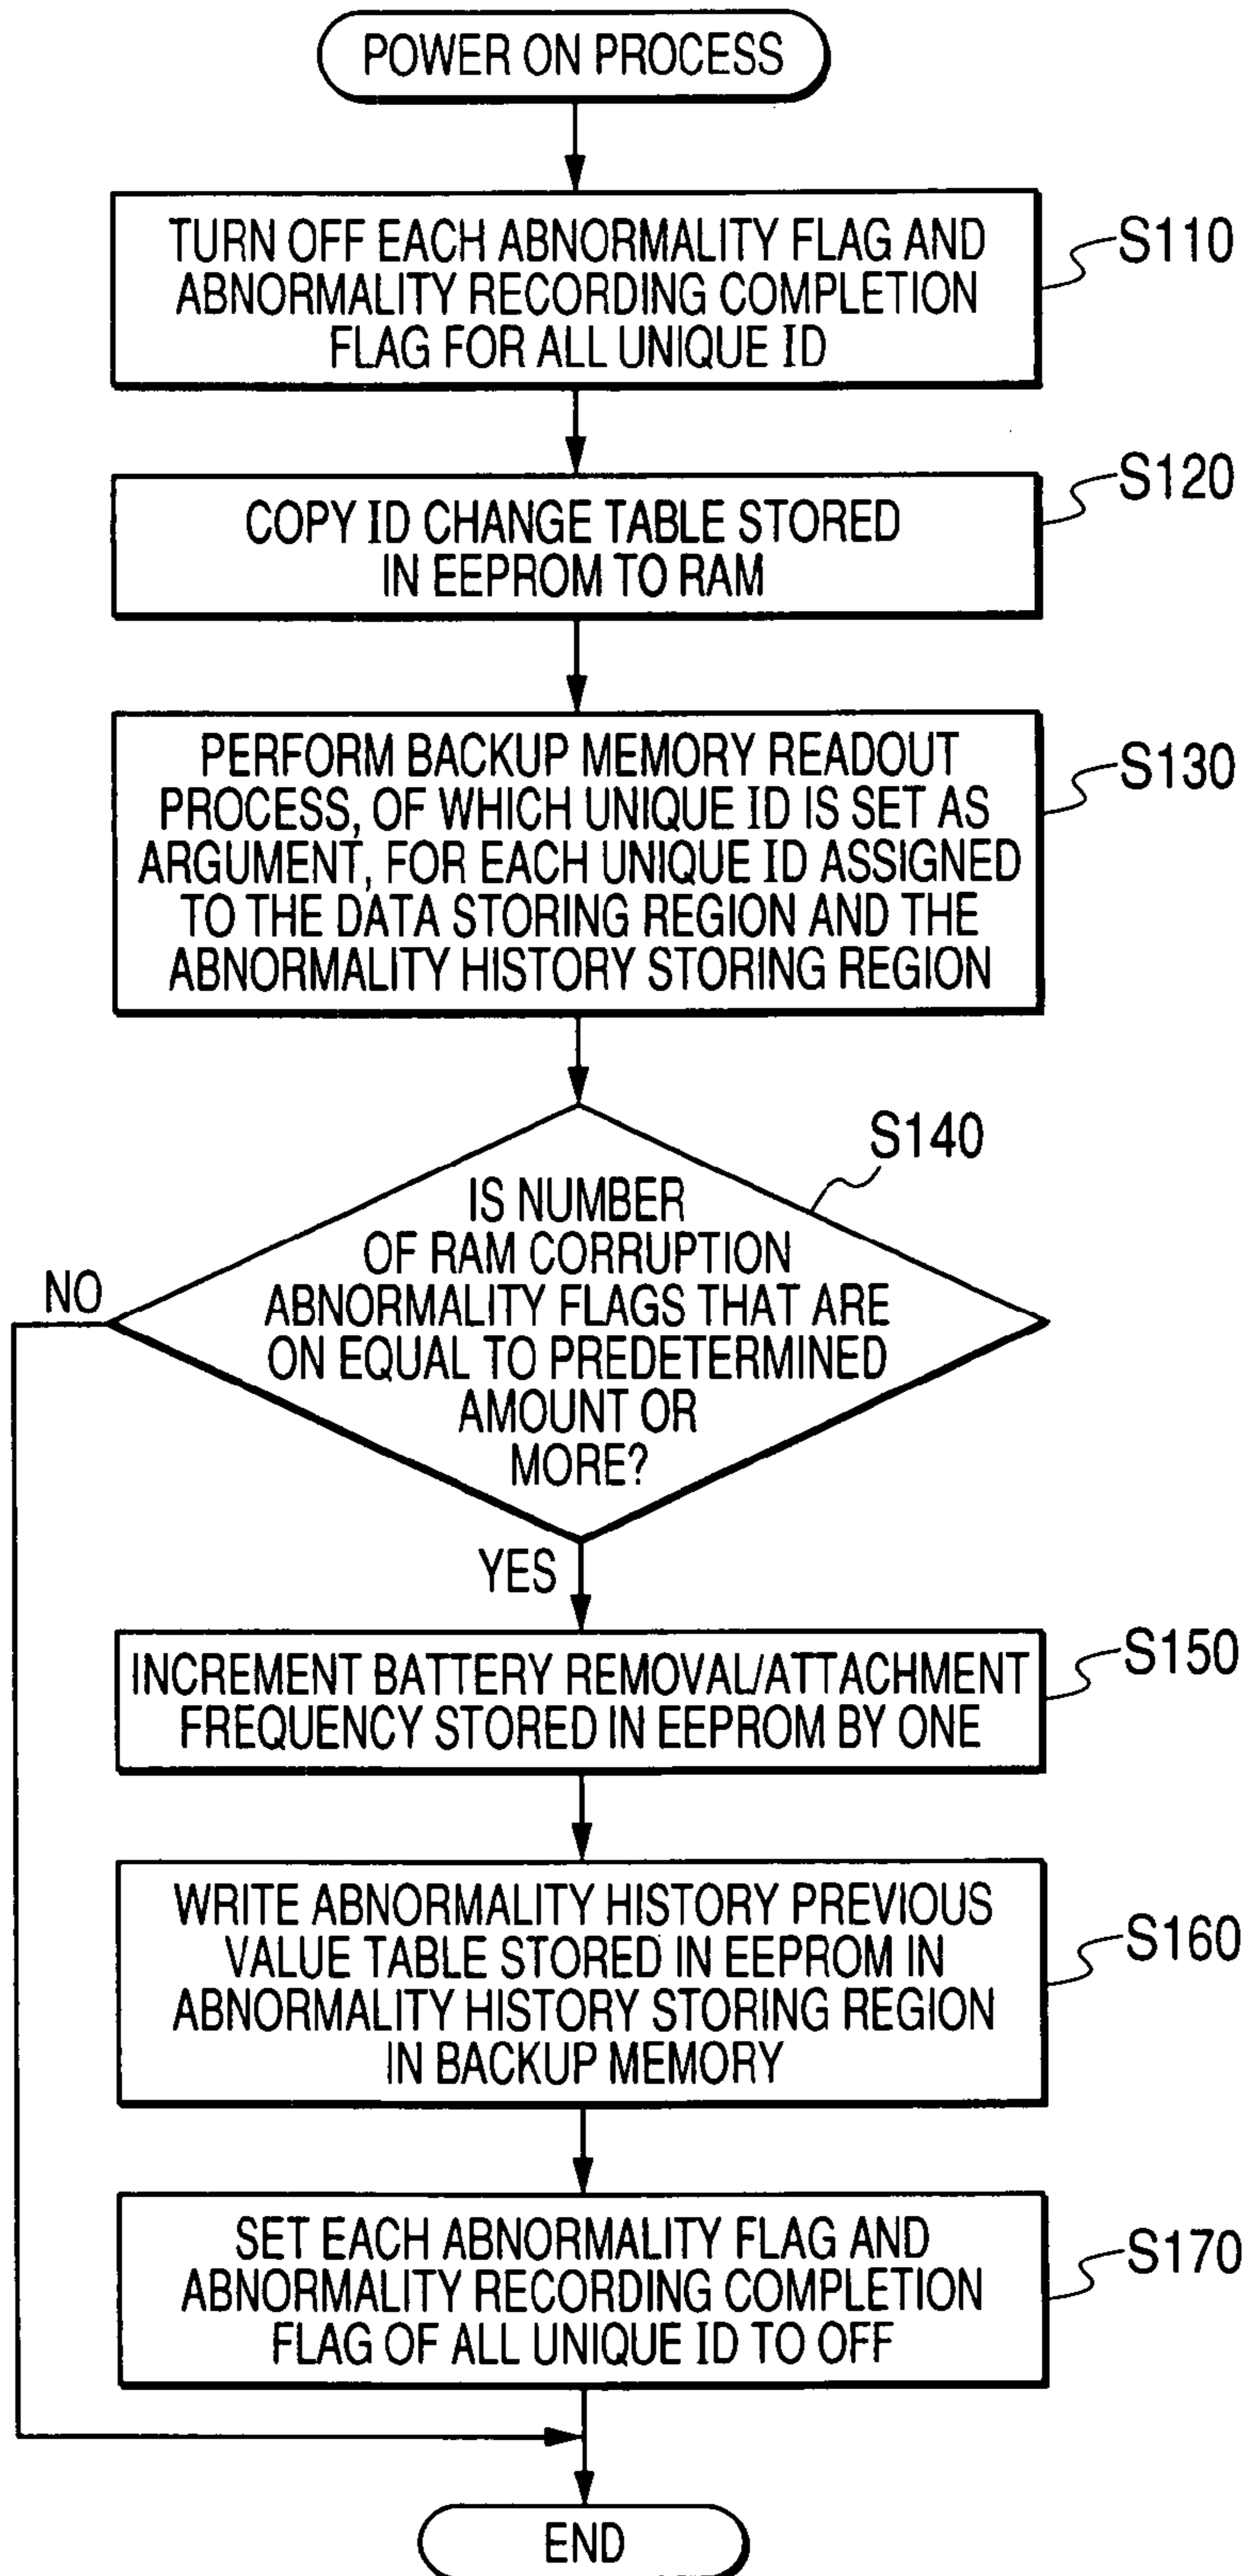 POWER ON PROCESS
TURN OFF EACH ABNORMALITY FLAG AND
ABNORMALITY RECORDING COMPLETION
FLAG FOR ALL UNIQUE ID
S110
COPY ID CHANGE TABLE STORED
IN EEPROM TO RAM
S120
PERFORM BACKUP MEMORY READOUT
PROCESS, OF WHICH UNIQUE ID IS SET AS
ARGUMENT, FOR EACH UNIQUE ID ASSIGNED
TO THE DATA STORING REGION AND THE
ABNORMALITY HISTORY STORING REGION
S130
S140
IS NUMBER
OF RAM CORRUPTION
ABNORMALITY FLAGS THAT ARE
ON EQUAL TO PREDETERMINED
AMOUNT OR
MORE?
NO
YES
INCREMENT BATTERY REMOVAL/ATTACHMENT
FREQUENCY STORED IN EEPROM BY ONE
S150
WRITE ABNORMALITY HISTORY PREVIOUS
VALUE TABLE STORED IN EEPROM IN
ABNORMALITY HISTORY STORING REGION
IN BACKUP MEMORY
S160
SET EACH ABNORMALITY FLAG AND
ABNORMALITY RECORDING COMPLETION
FLAG OF ALL UNIQUE ID TO OFF
S170
END